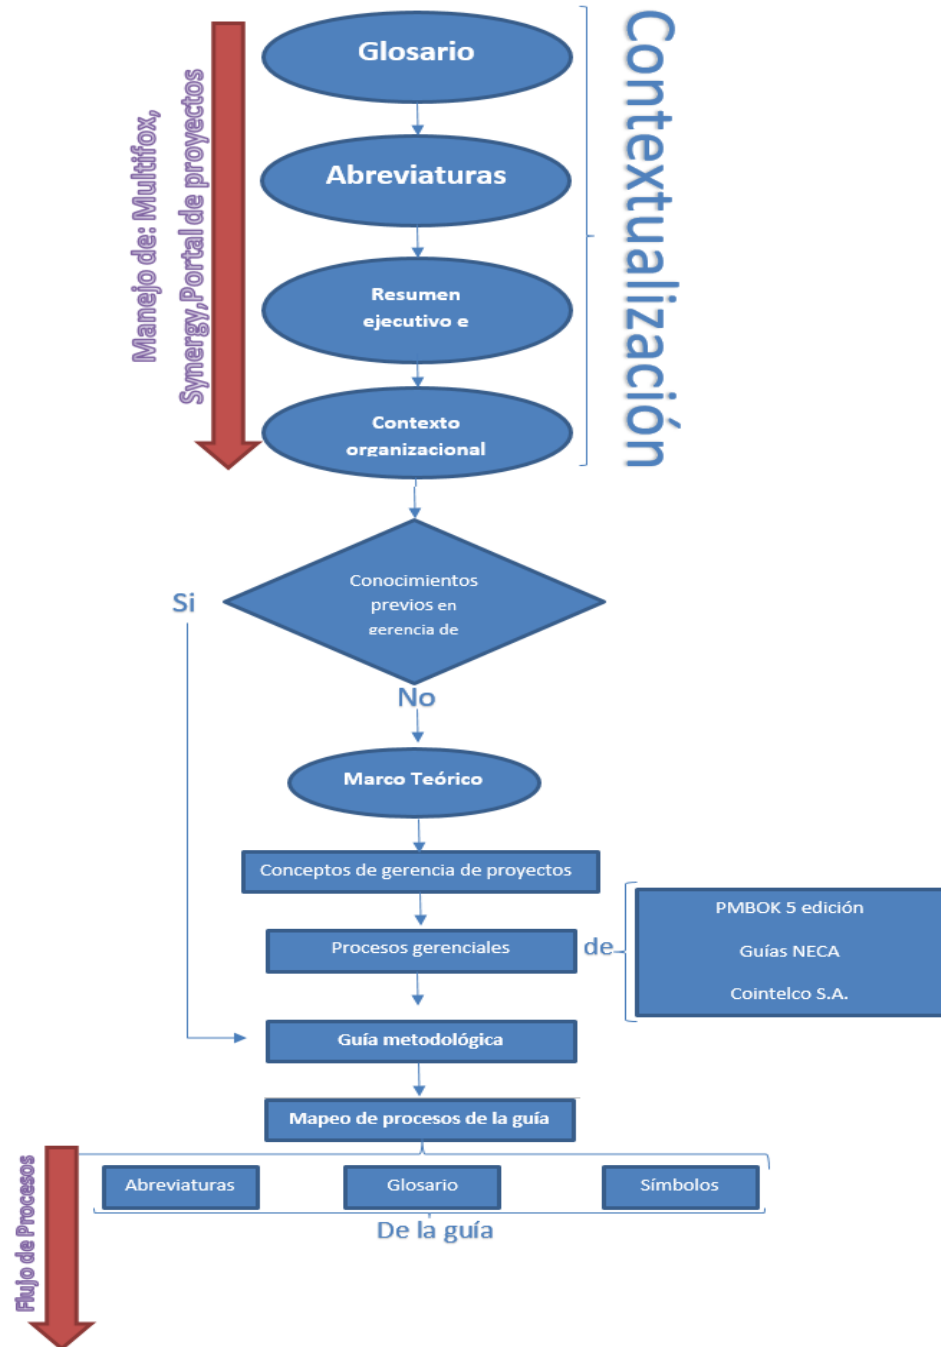 Glosario
Abreviaturas
Resumen
ejecutivo e
Contexto
organizacional
Contextualización
Manejo de: Multifox,
Synergy,Portal de proyectos
Conocimientos
previos en
gerencia de
Si
No
Marco Teórico
Conceptos de gerencia de proyectos
Procesos gerenciales
de
PMBOK 5 edición
Guías NECA
Cointelco S.A.
Guía metodológica
Mapeo de procesos de la guía
Abreviaturas
Glosario
Símbolos
De la guía
Flujo de Procesos